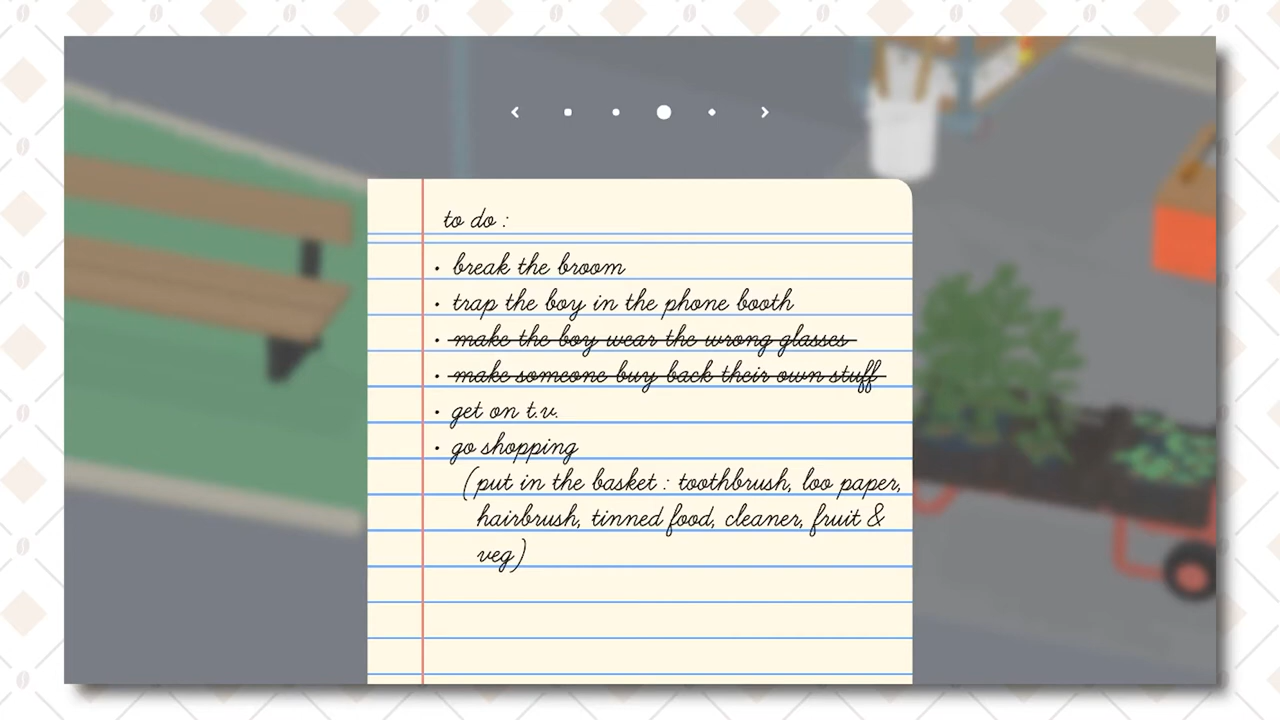 to do :
• break the broom
• trap the boy in the phone booth
• make the boy wear the wrong glasses
• make someone buy back their own stuff
• get on t.v.
• go shopping
(put in the basket : toothbrush, loo paper,
hairbrush, tinned food, cleaner, fruit &
veg)